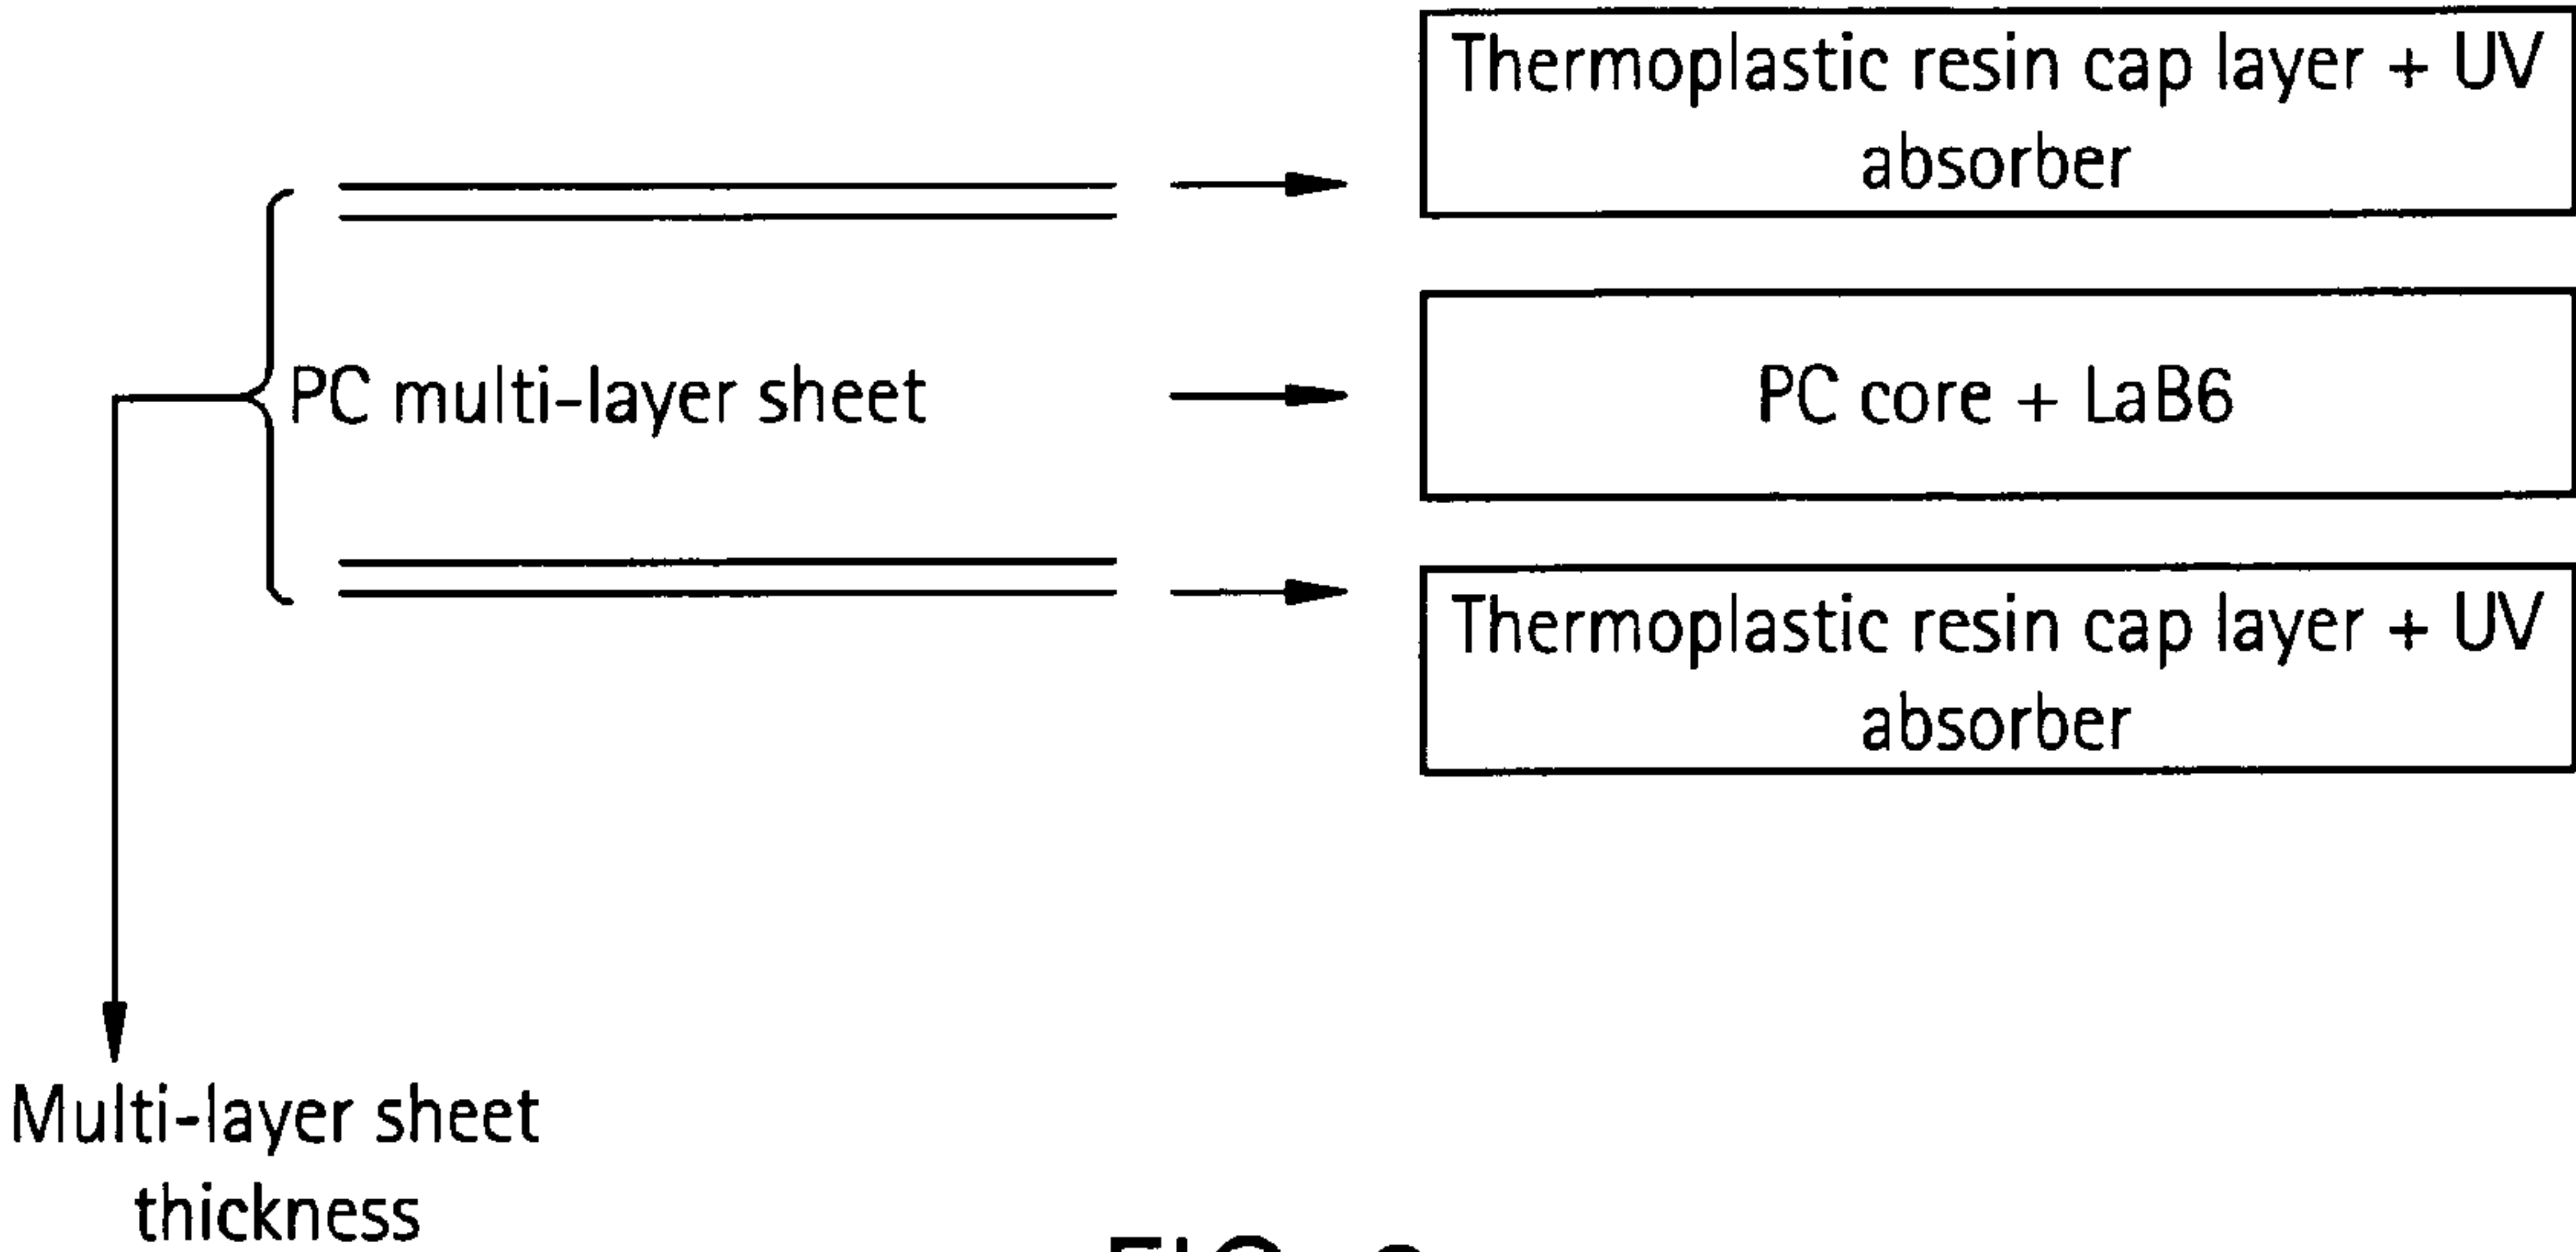 Thermoplastic resin cap layer + UV
absorber
PC multi-layer sheet
PC core + LaB6
Thermoplastic resin cap layer + UV
absorber
Multi-layer sheet
thickness
FIG.